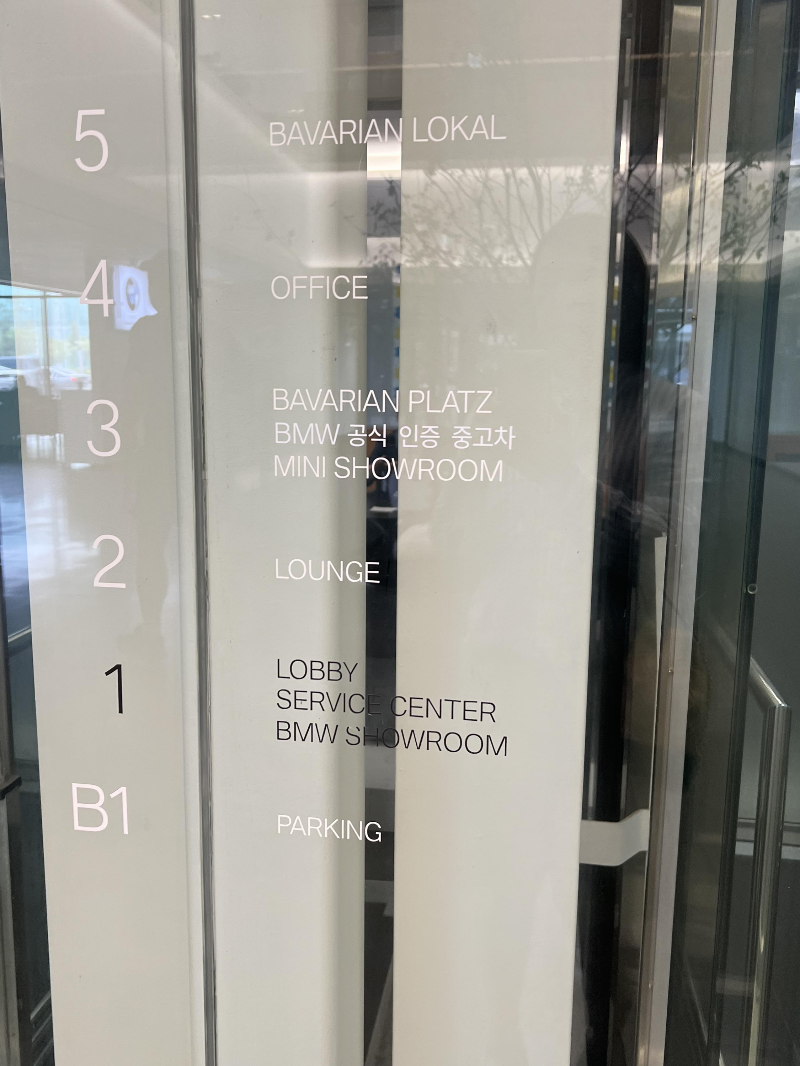 5 BAVARIAN LOKAL
4 OFFICE
3 BAVARIAN PLATZ
BMW 공식 인증 중고차
MINI SHOWROOM
2 LOUNGE
1 LOBBY
SERVICE CENTER
BMW SHOWROOM
B1 PARKING